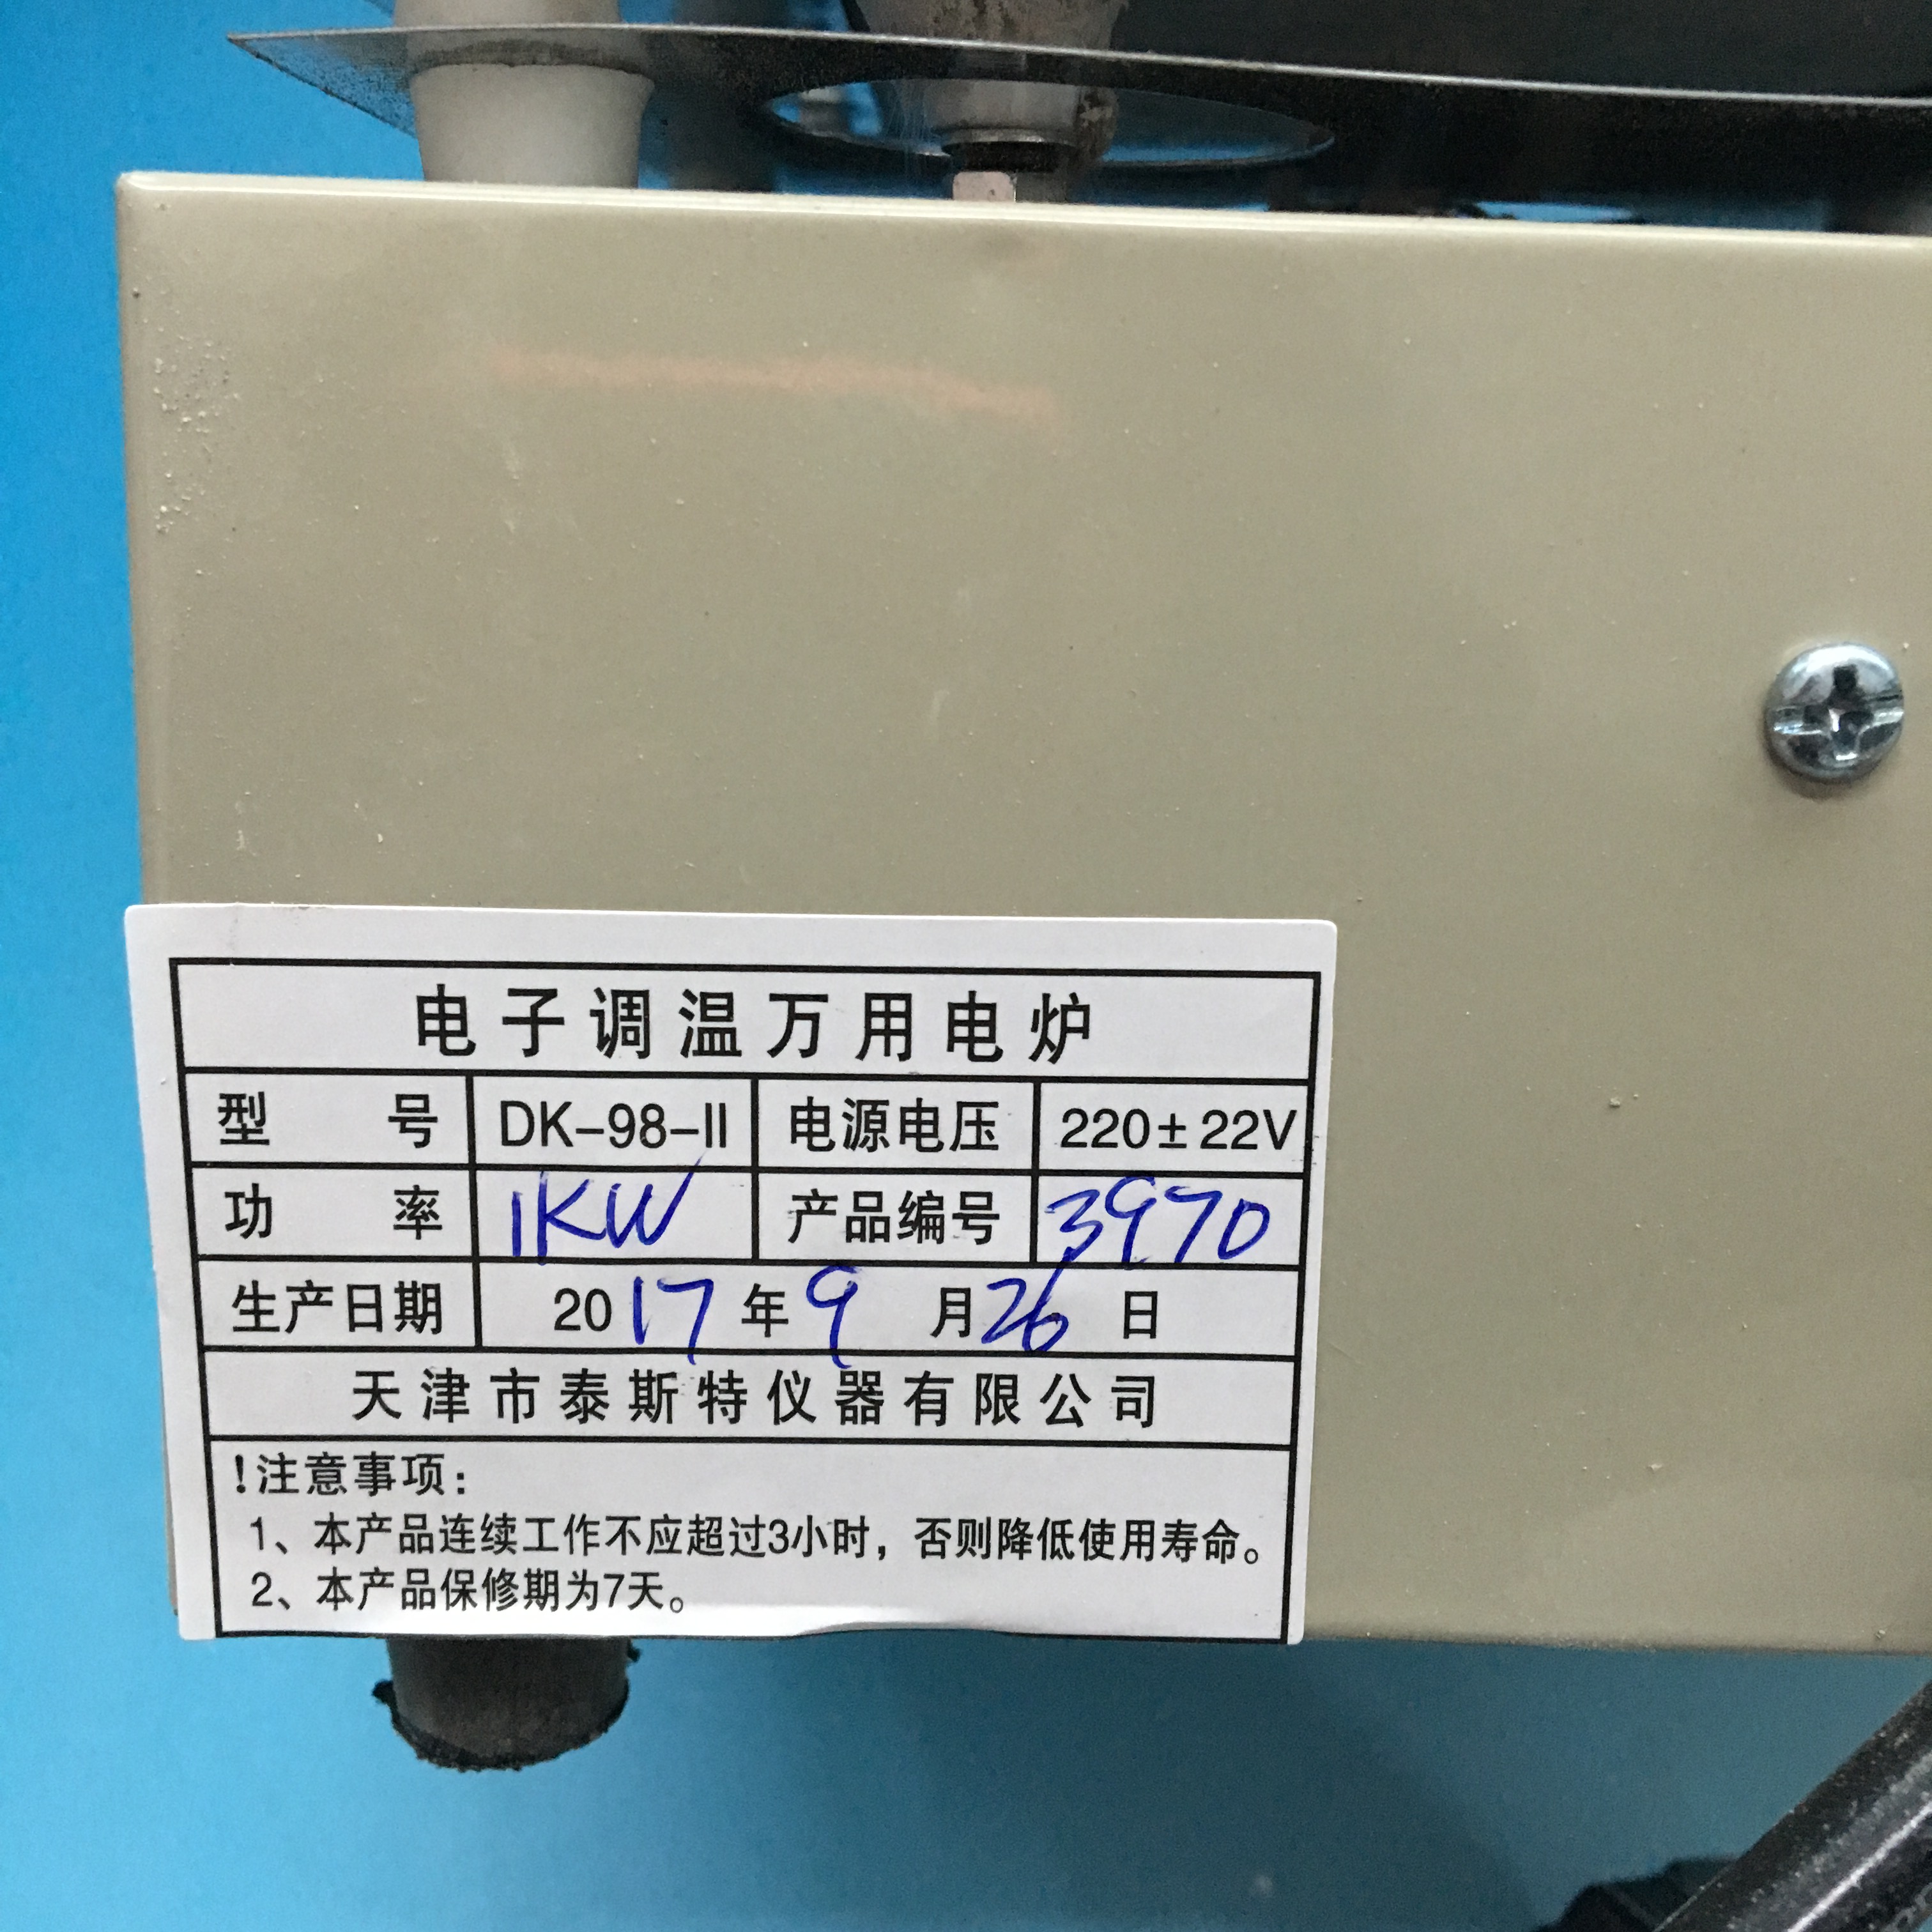 电子调温万用电炉
型 号 DK-98-II 电源电压 220±22V
功 率 1KW 产品编号 3970
生产日期 2017年9月26日
天津市泰斯特仪器有限公司
!注意事项:
1、本产品连续工作不应超过3小时，否则降低使用寿命。
2、本产品保修期为7天。